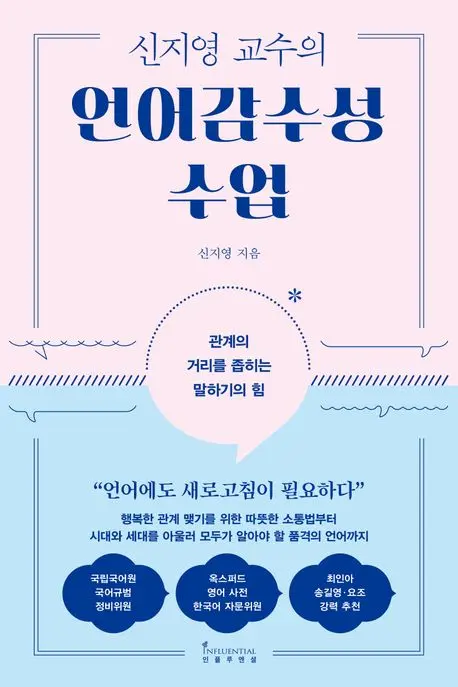 신지영 교수의
언어감수성
수업
신지영 지음
*
관계의
거리를 좁히는
말하기의 힘
“언어에도 새로고침이 필요하다”
행복한 관계 맺기를 위한 따뜻한 소통법부터
시대와 세대를 아울러 모두가 알아야 할 품격의 언어까지
국립국어원
국어규범
정비위원
옥스퍼드
영어 사전
한국어 자문위원
최인아
송길영·요조
강력 추천
INFLUENTIAL
인플루엔셜